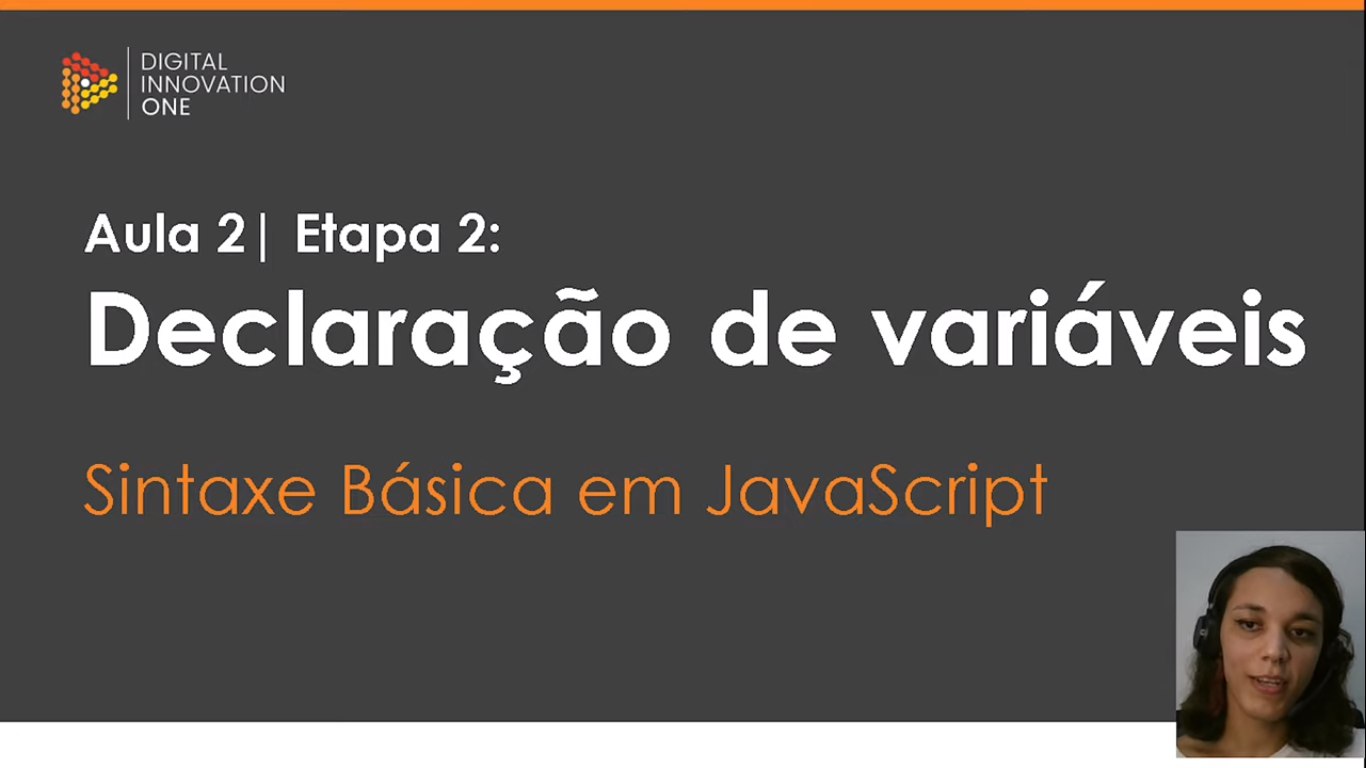 DIGITAL
INNOVATION
ONE
Aula 2| Etapa 2:
Declaração de variáveis
Sintaxe Básica em JavaScript